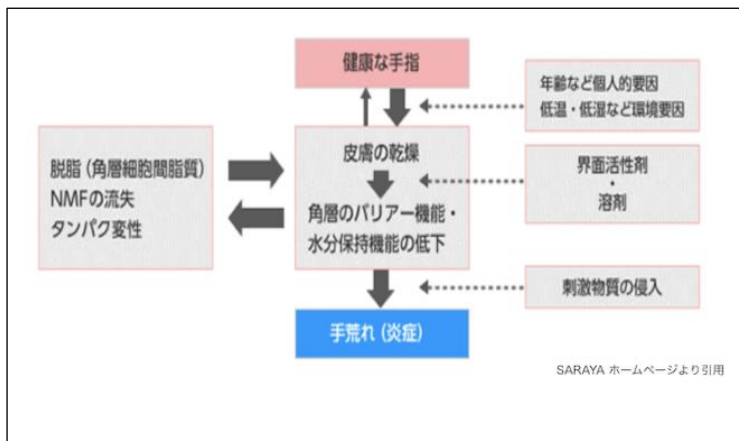 健康な手指
年齢など個人的要因
低温・低湿など環境要因
脱脂（角層細胞間脂質）
NMFの流失
タンパク変性
皮膚の乾燥
角層のバリアー機能・
水分保持機能の低下
界面活性剤
・
溶剤
刺激物質の侵入
手荒れ（炎症）
SARAYA ホームページより引用